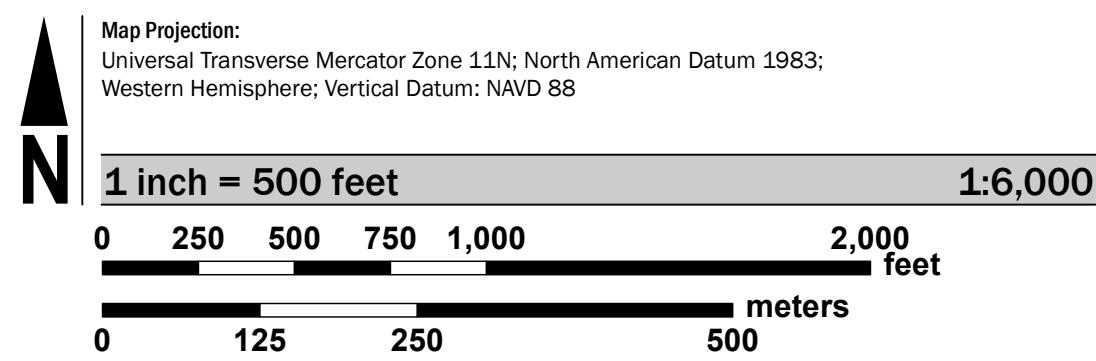 Map Projection:
Universal Transverse Mercator Zone 11N; North American Datum 1983;
Western Hemisphere; Vertical Datum: NAVD 88
N
1 inch = 500 feet 1:6,000
0 250 500 750 1,000 2,000
feet
meters
0 125 250 500